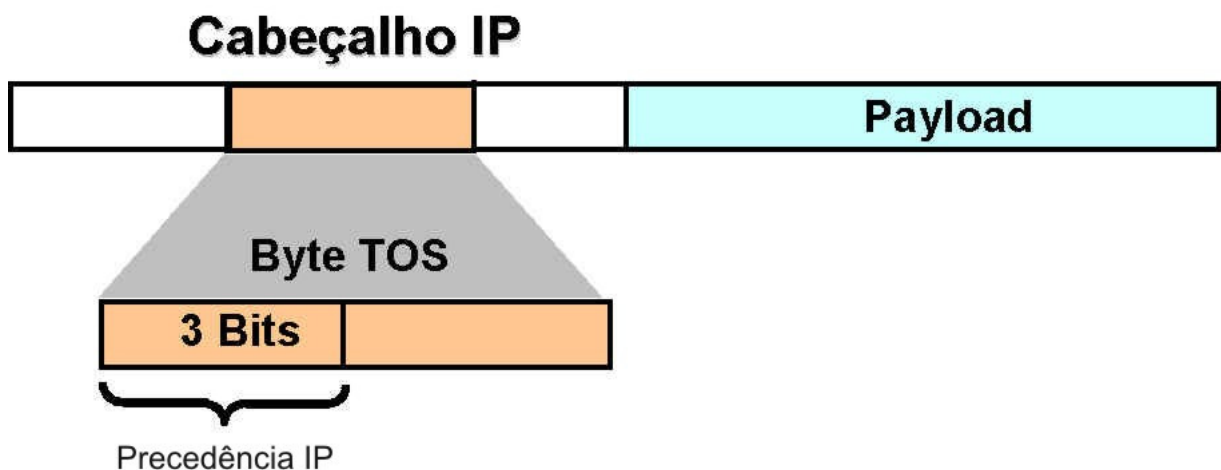 Cabeçalho IP
Payload
Byte TOS
3 Bits
Precedência IP